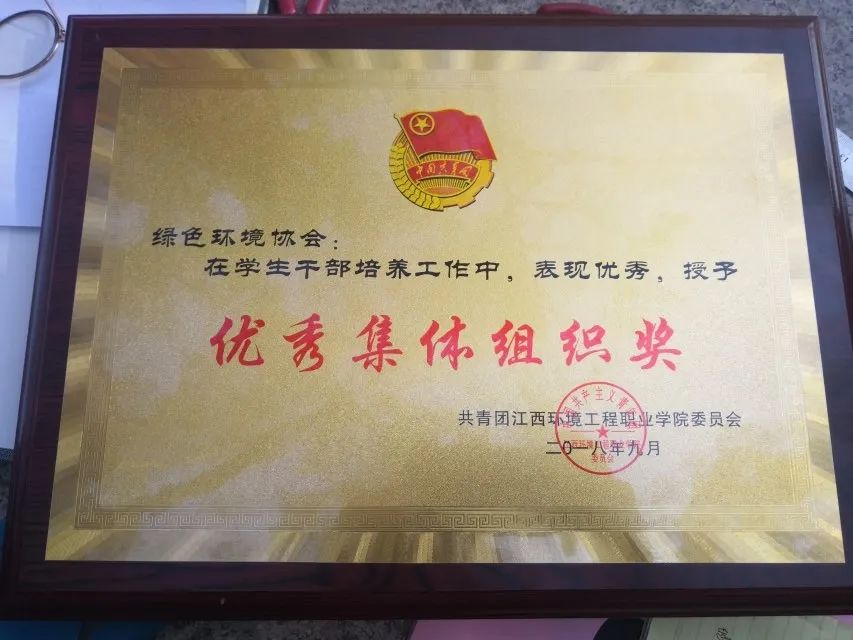 中国共青团
绿色环境协会：
在学生干部培养工作中，表现优秀，授予
优秀集体组织奖
共青团江西环境工程职业学院委员会
二〇一八年九月
委员会